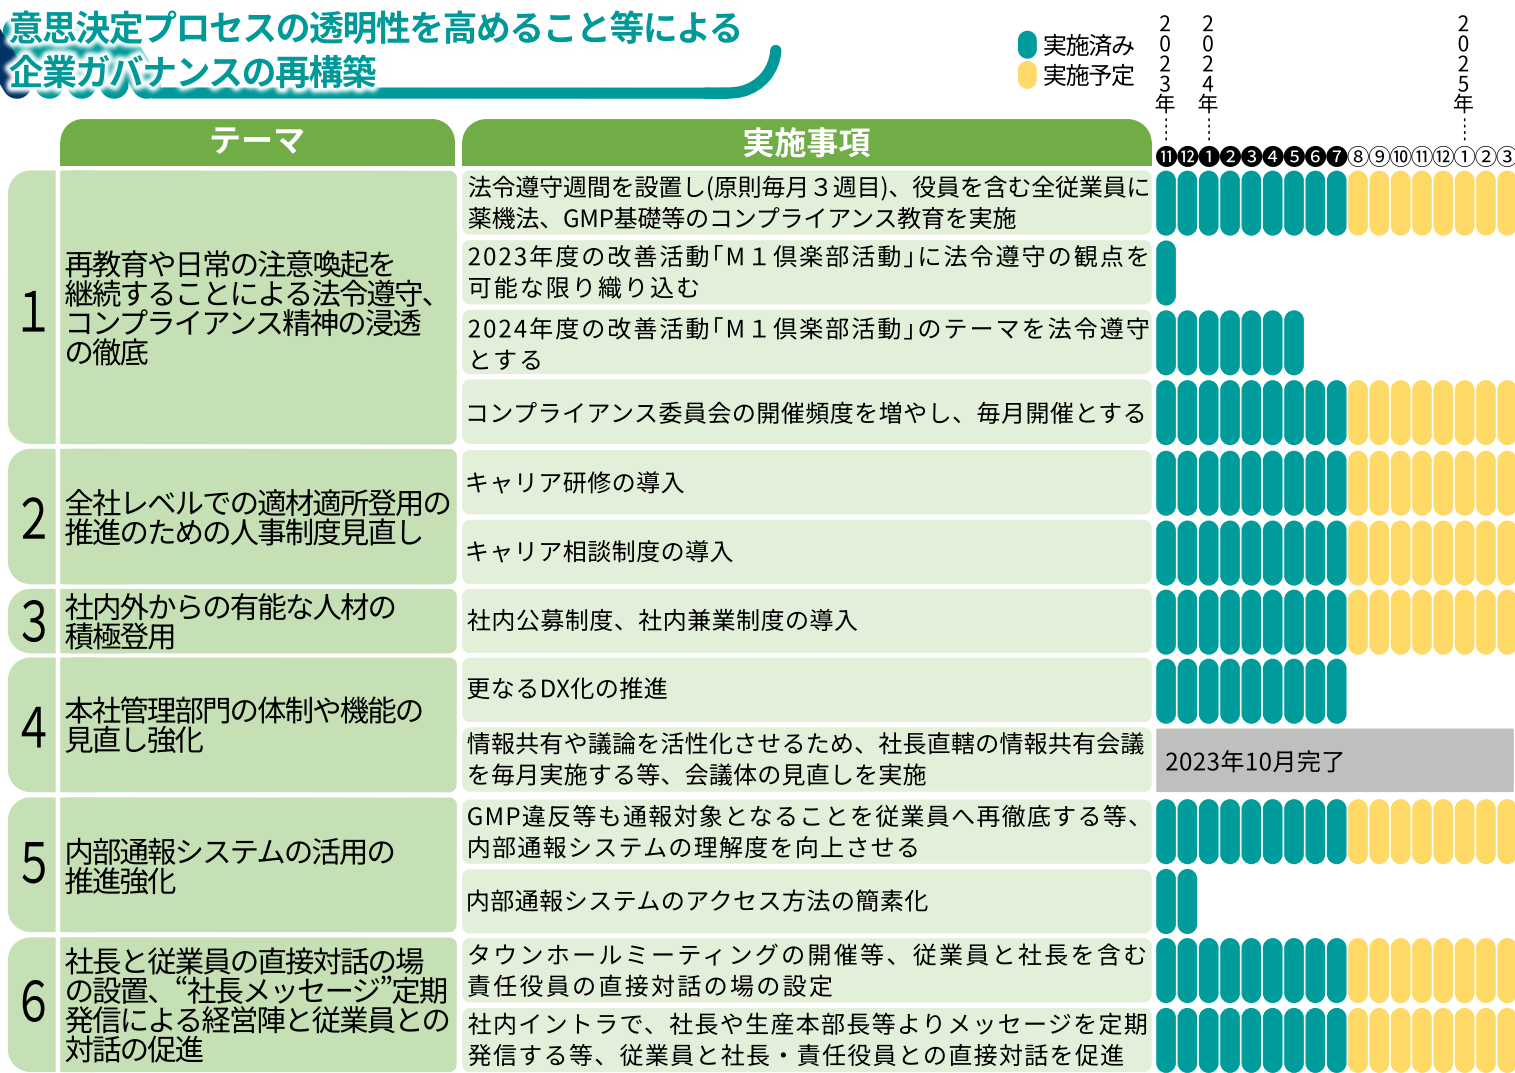 意思決定プロセスの透明性を高めること等による
企業ガバナンスの再構築
実施済み
実施予定
2023年
2024年
2025年
テーマ
実施事項
⓫⓬❶❷❸❹❺❻❼⑧⑨⑩⑪⑫①②③
1
再教育や日常の注意喚起を
継続することによる法令遵守、
コンプライアンス精神の浸透
の徹底
法令遵守週間を設置し(原則毎月３週目)、役員を含む全従業員に
薬機法、GMP基礎等のコンプライアンス教育を実施
2023年度の改善活動「M１倶楽部活動」に法令遵守の観点を
可能な限り織り込む
2024年度の改善活動「M１倶楽部活動」のテーマを法令遵守
とする
コンプライアンス委員会の開催頻度を増やし、毎月開催とする
2
全社レベルでの適材適所登用の
推進のための人事制度見直し
キャリア研修の導入
キャリア相談制度の導入
3
社内外からの有能な人材の
積極登用
社内公募制度、社内兼業制度の導入
4
本社管理部門の体制や機能の
見直し強化
更なるDX化の推進
情報共有や議論を活性化させるため、社長直轄の情報共有会議
を毎月実施する等、会議体の見直しを実施
2023年10月完了
5
内部通報システムの活用の
推進強化
GMP違反等も通報対象となることを従業員へ再徹底する等、
内部通報システムの理解度を向上させる
内部通報システムのアクセス方法の簡素化
6
社長と従業員の直接対話の場
の設置、“社長メッセージ”定期
発信による経営陣と従業員との
対話の促進
タウンホールミーティングの開催等、従業員と社長を含む
責任役員の直接対話の場の設定
社内イントラで、社長や生産本部長等よりメッセージを定期
発信する等、従業員と社長・責任役員との直接対話を促進